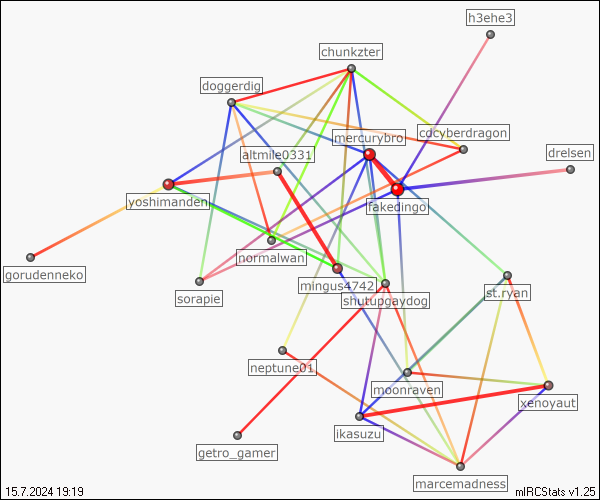 h3ehe3
chunkzter
doggerdig
cdcyberdragon
mercurybro
altmile0331
drelsen
yoshimandan
fakedingo
normalwan
gorudenneko
sorapie
mingus4742
shutupgaydog
st.ryan
neptune01
moonraven
xenoyaut
ikasuzu
getro_gamer
marcemadness
15.7.2024 19:19
mIRCStats v1.25